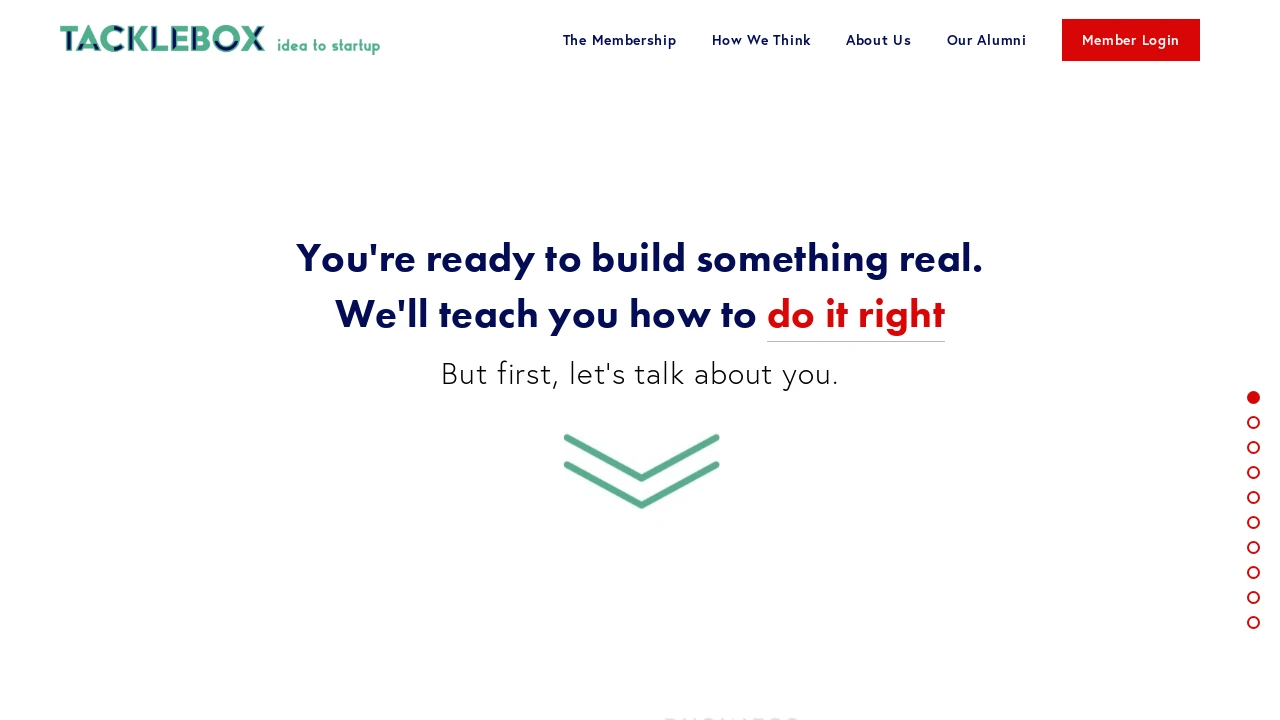 TACKLEBOX idea to startup
The Membership How We Think About Us Our Alumni Member Login
You're ready to build something real.
We'll teach you how to do it right
But first, let's talk about you.